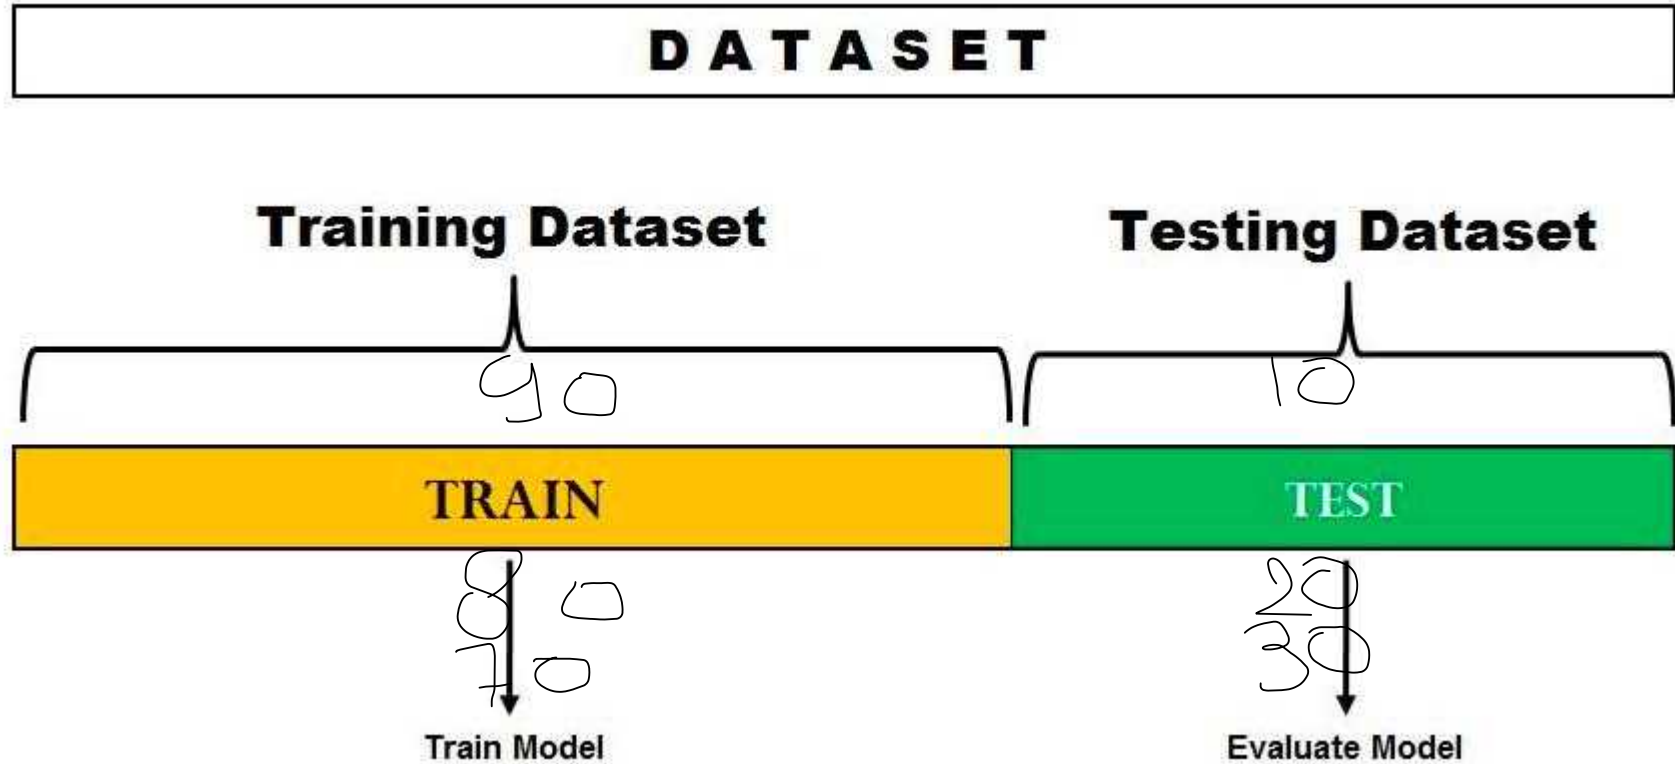 DATASET
Training Dataset Testing Dataset
90 10
TRAIN TEST
80 20
70 30
Train Model Evaluate Model